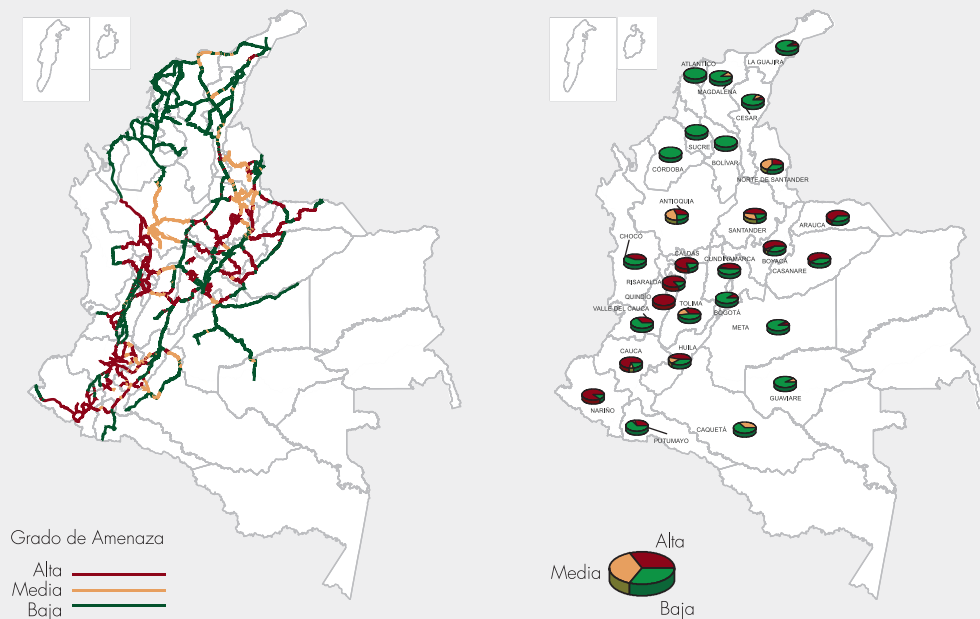 Grado de Amenaza
Alta
Media
Baja
LA GUAJIRA
ATLANTICO
MAGDALENA
CESAR
SUCRE
BOLÍVAR
CÓRDOBA
NORTE DE SANTANDER
ANTIOQUIA
SANTANDER
ARAUCA
CHOCÓ
CALDAS
CUNDINAMARCA
BOYACÁ
CASANARE
RISARALDA
QUINDIO
TOLIMA
VALLE DEL CAUCA
BOGOTÁ
META
CAUCA
HUILA
GUAVIARE
NARIÑO
PUTUMAYO
CAQUETÁ
Alta
Media
Baja